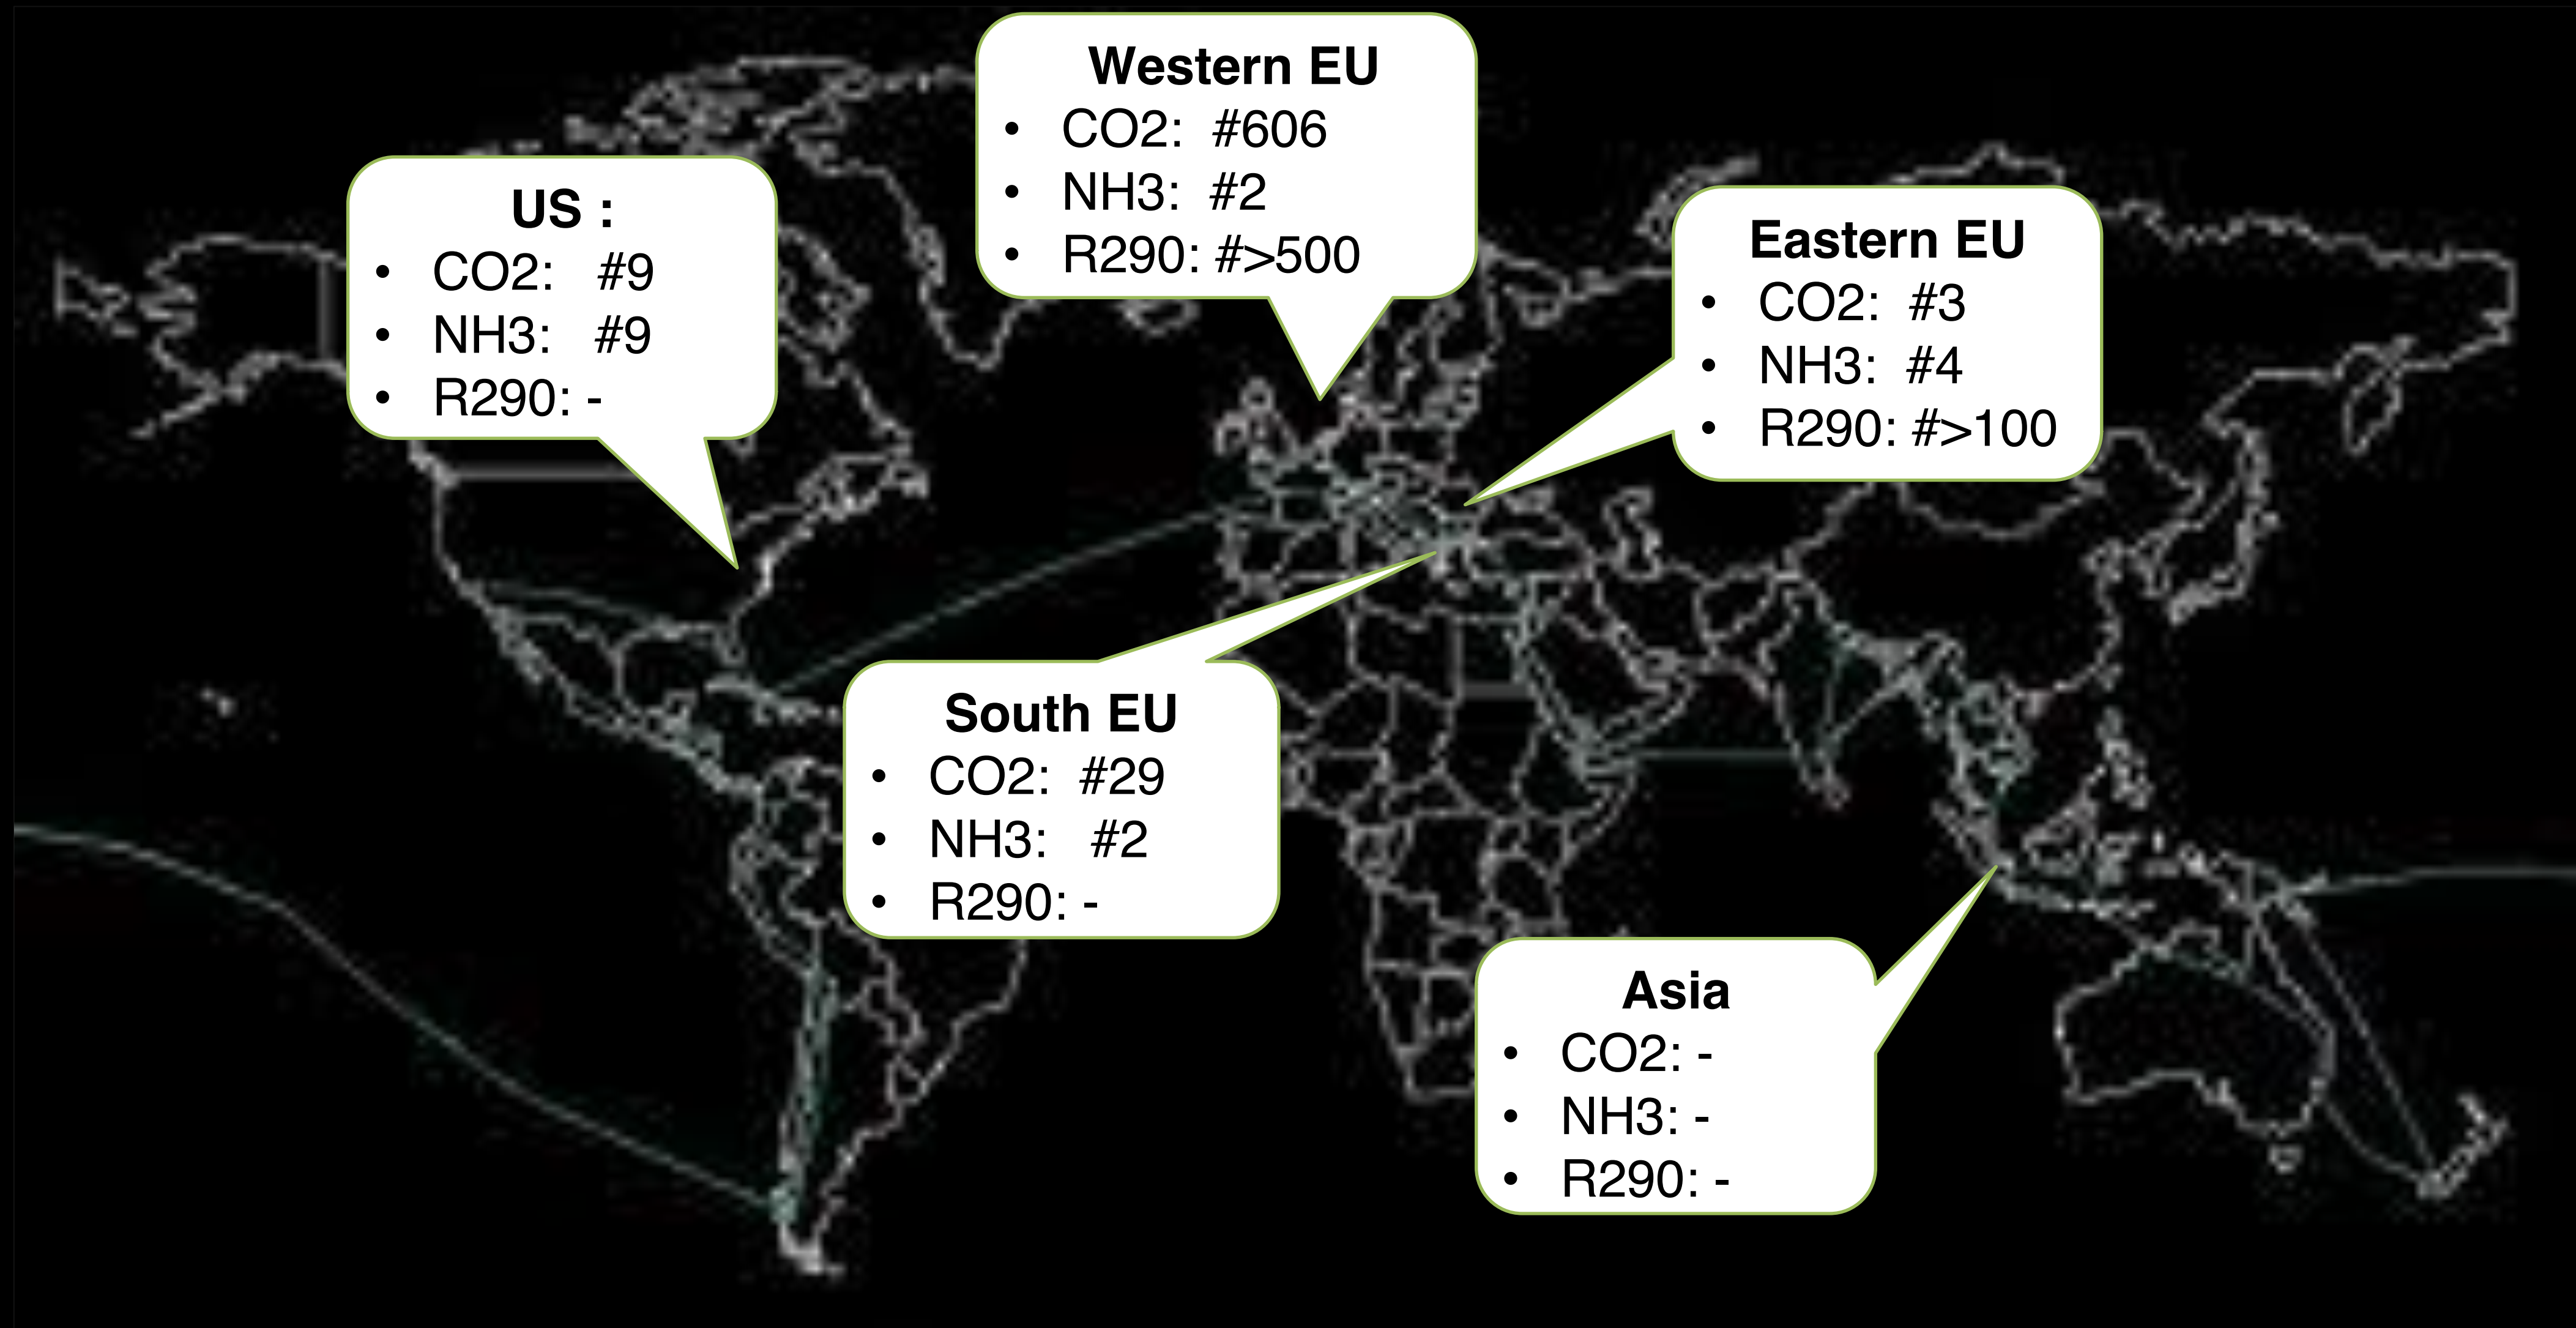 Western EU
• CO2: #606
• NH3: #2
• R290: #>500
US :
• CO2: #9
• NH3: #9
• R290: -
Eastern EU
• CO2: #3
• NH3: #4
• R290: #>100
South EU
• CO2: #29
• NH3: #2
• R290: -
Asia
• CO2: -
• NH3: -
• R290: -